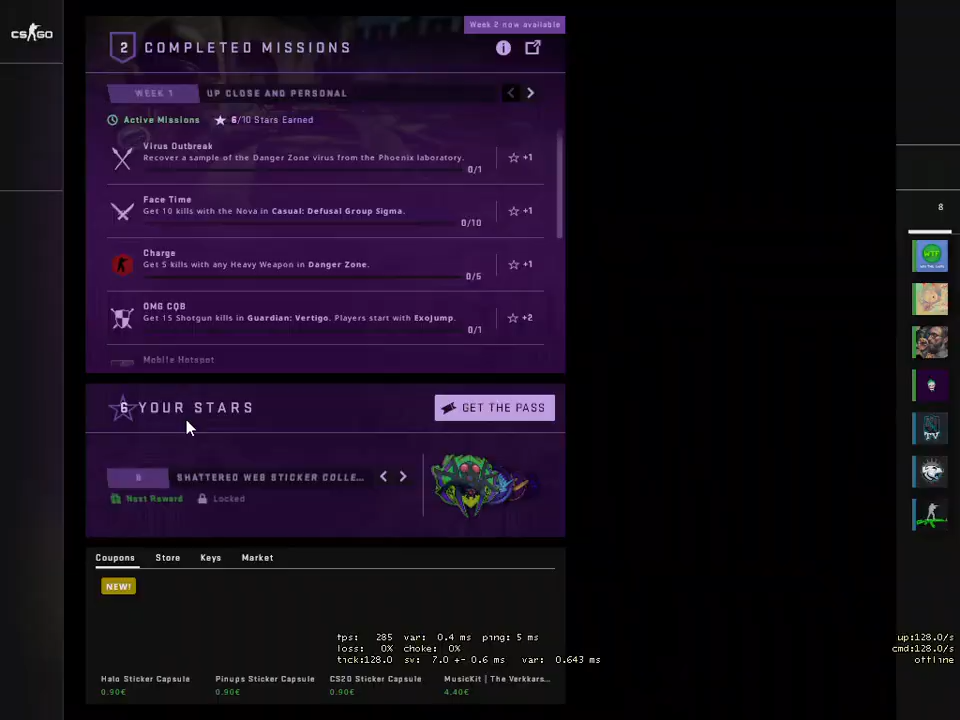 CS:GO
Week 2 now available
2 COMPLETED MISSIONS
WEEK 1 UP CLOSE AND PERSONAL
Active Missions 6/10 Stars Earned
Virus Outbreak
Recover a sample of the Danger Zone virus from the Phoenix laboratory.
0/1
+1
Face Time
Get 10 kills with the Nova in Casual: Defusal Group Sigma.
0/10
+1
Charge
Get 5 kills with any Heavy Weapon in Danger Zone.
0/5
+1
OMG CQB
Get 15 Shotgun kills in Guardian: Vertigo. Players start with ExoJump.
0/1
+2
Mobile Hotspot
6 YOUR STARS
GET THE PASS
8 SHATTERED WEB STICKER COLLE...
Next Reward Locked
Coupons Store Keys Market
NEW!
Halo Sticker Capsule
0.90€
Pinups Sticker Capsule
0.90€
CS20 Sticker Capsule
0.90€
MusicKit | The Verkkars...
4.40€
fps: 285 var: 0.4 ms ping: 5 ms
loss: 0% choke: 0%
tick:128.0 sv: 7.0 +- 0.6 ms var: 0.643 ms
up:128.0/s
cmd:128.0/s
offline
8
WTF